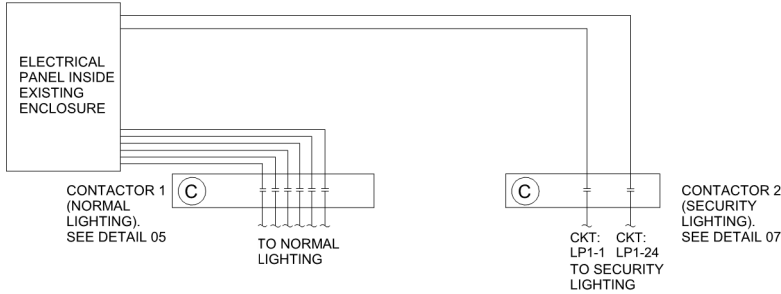 ELECTRICAL
PANEL INSIDE
EXISTING
ENCLOSURE
CONTACTOR 1
(NORMAL
LIGHTING).
SEE DETAIL 05
C
TO NORMAL
LIGHTING
C
CKT:
LP1-1
CKT:
LP1-24
TO SECURITY
LIGHTING
CONTACTOR 2
(SECURITY
LIGHTING).
SEE DETAIL 07